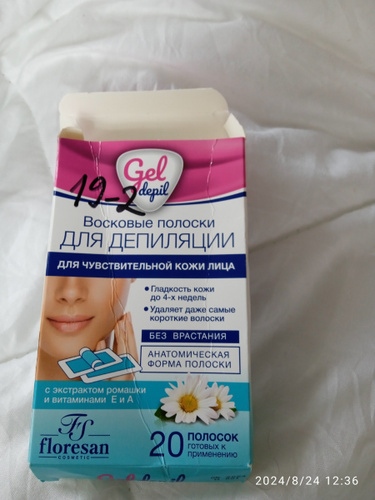 Gel
depil
19-2
Восковые полоски
ДЛЯ ДЕПИЛЯЦИИ
ДЛЯ ЧУВСТВИТЕЛЬНОЙ КОЖИ ЛИЦА
• Гладкость кожи
до 4-х недель
• Удаляет даже самые
короткие волоски
БЕЗ ВРАСТАНИЯ
АНАТОМИЧЕСКАЯ
ФОРМА ПОЛОСКИ
с экстрактом ромашки
и витаминами Е и А
FS
floresan
COSMETIC
20 ПОЛОСОК
ГОТОВЫХ К
ПРИМЕНЕНИЮ
Gel depil
2024/8/24 12:36